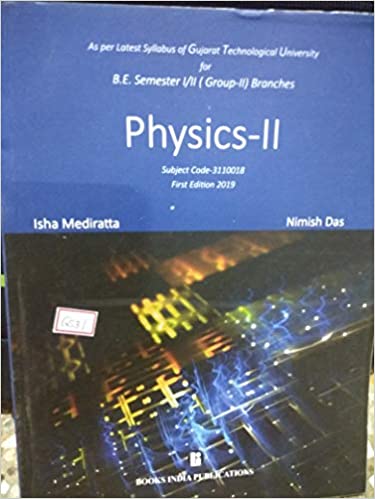 As per Latest Syllabus of Gujarat Technological University
for
B.E. Semester I/II ( Group-II) Branches
Physics-II
Subject Code-3110018
First Edition 2019
Isha Mediratta
Nimish Das
B
BOOKS INDIA PUBLICATIONS